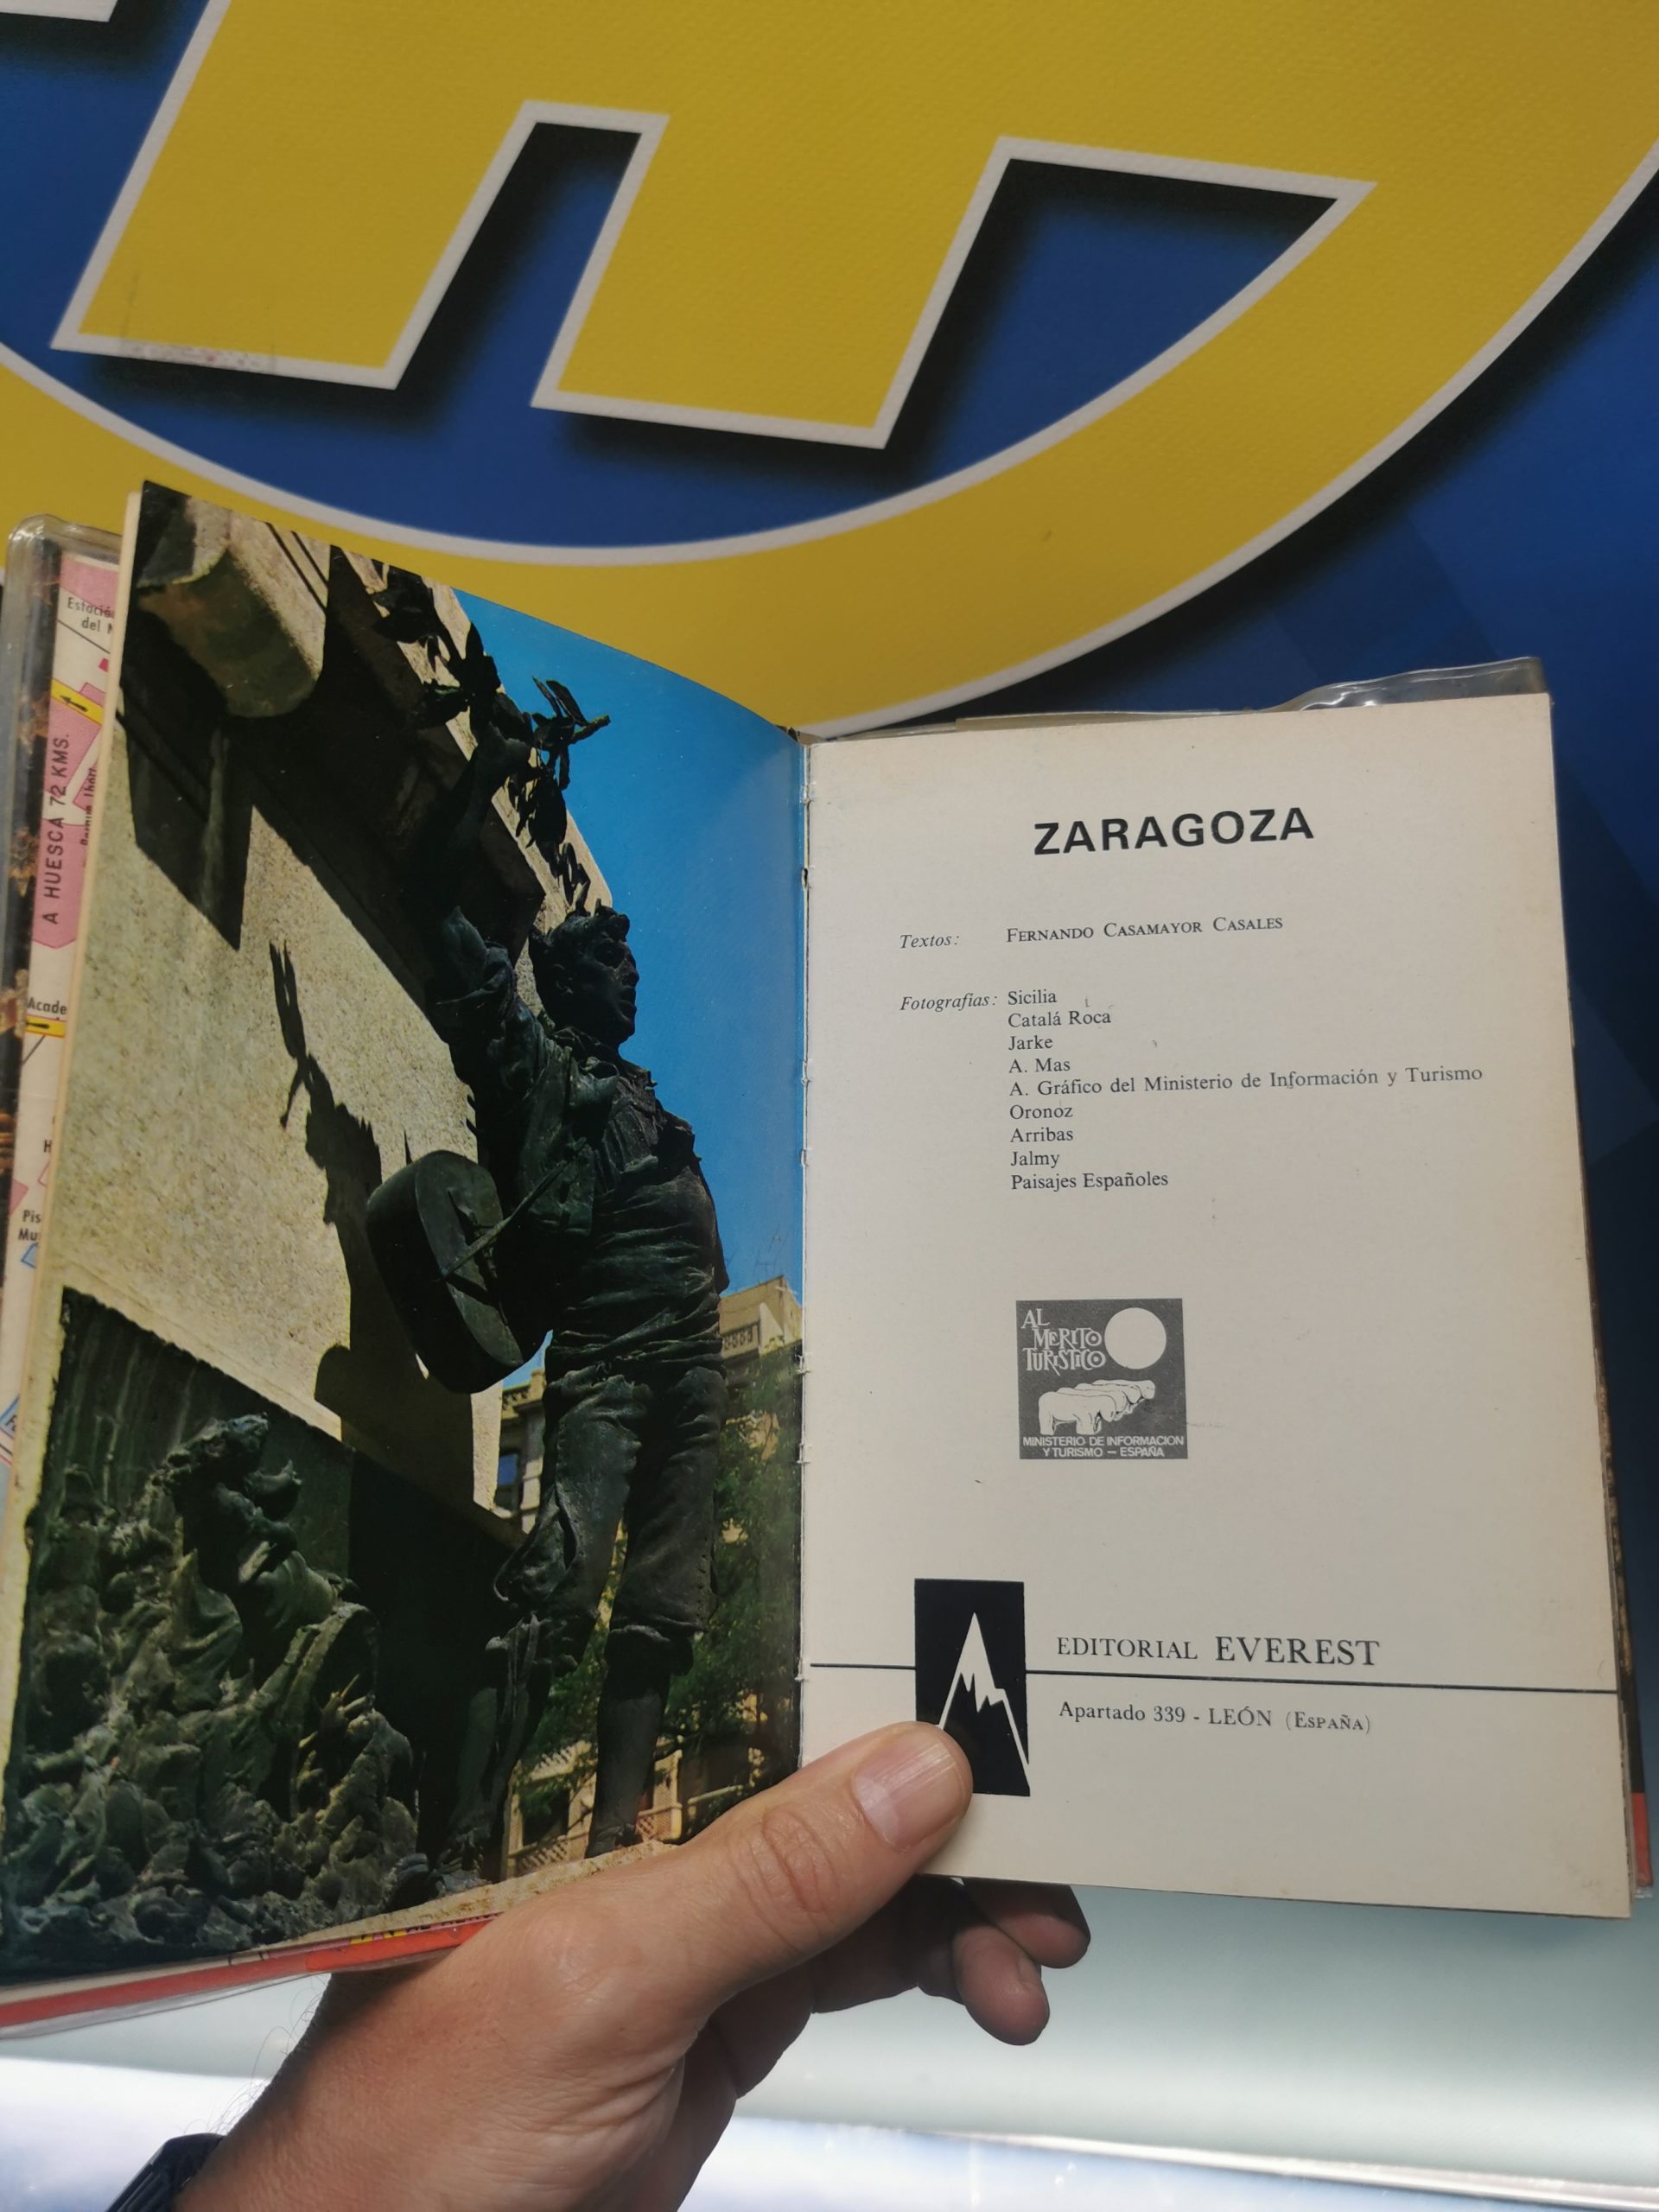 A HUESCA 72 KMS.
ZARAGOZA
Textos: FERNANDO CASAMAYOR CASALES
Fotografías: Sicilia
Catalá Roca
Jarke
A. Mas
A. Gráfico del Ministerio de Información y Turismo
Oronoz
Arribas
Jalmy
Paisajes Españoles
AL
MERITO
TURISTICO
MINISTERIO DE INFORMACION
Y TURISMO – ESPAÑA
EDITORIAL EVEREST
Apartado 339 - LEÓN (ESPAÑA)